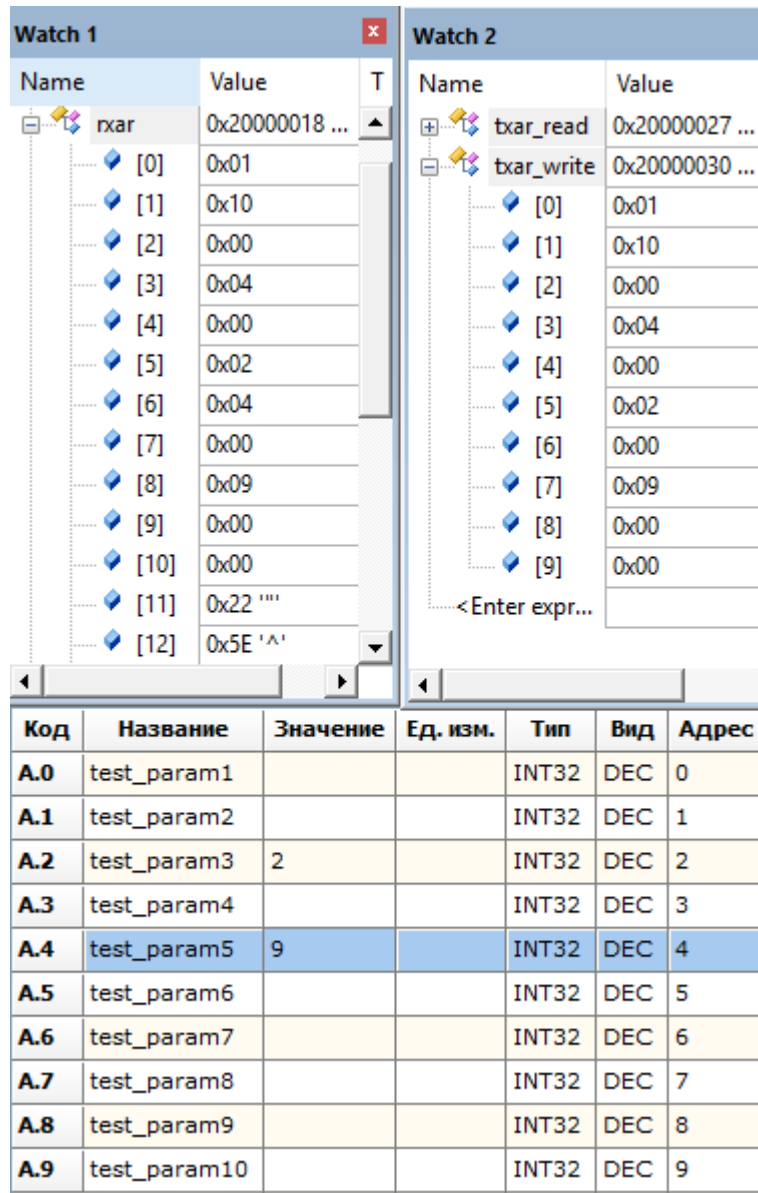 Watch 1
Name Value T
rxar 0x20000018 ...
[0] 0x01
[1] 0x10
[2] 0x00
[3] 0x04
[4] 0x00
[5] 0x02
[6] 0x04
[7] 0x00
[8] 0x09
[9] 0x00
[10] 0x00
[11] 0x22 '"'
[12] 0x5E '^'
Watch 2
Name Value
txar_read 0x20000027 ...
txar_write 0x20000030 ...
[0] 0x01
[1] 0x10
[2] 0x00
[3] 0x04
[4] 0x00
[5] 0x02
[6] 0x00
[7] 0x09
[8] 0x00
[9] 0x00
<Enter expr...
Код Название Значение Ед. изм. Тип Вид Адрес
A.0 test_param1 INT32 DEC 0
A.1 test_param2 INT32 DEC 1
A.2 test_param3 2 INT32 DEC 2
A.3 test_param4 INT32 DEC 3
A.4 test_param5 9 INT32 DEC 4
A.5 test_param6 INT32 DEC 5
A.6 test_param7 INT32 DEC 6
A.7 test_param8 INT32 DEC 7
A.8 test_param9 INT32 DEC 8
A.9 test_param10 INT32 DEC 9